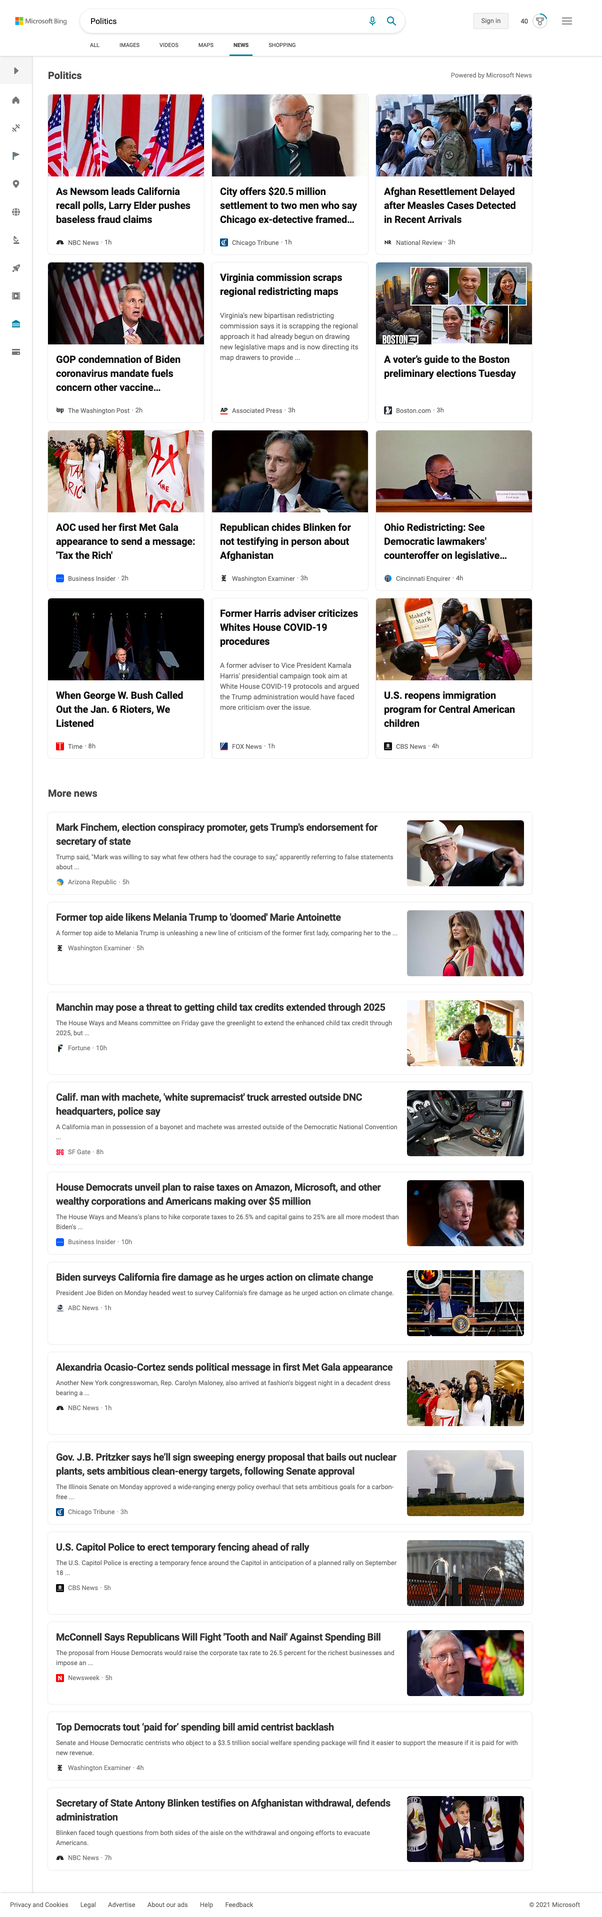 Microsoft Bing
Politics
Sign in
40
ALL
IMAGES
VIDEOS
MAPS
NEWS
SHOPPING
Politics
Powered by Microsoft News
As Newsom leads California
recall polls, Larry Elder pushes
baseless fraud claims
NBC News · 1h
City offers $20.5 million
settlement to two men who say
Chicago ex-detective framed...
Chicago Tribune · 1h
Afghan Resettlement Delayed
after Measles Cases Detected
in Recent Arrivals
NR National Review · 3h
GOP condemnation of Biden
coronavirus mandate fuels
concern other vaccine...
wp The Washington Post · 2h
Virginia commission scraps
regional redistricting maps
Virginia's new bipartisan redistricting
commission says it is scrapping the regional
approach it had already begun on drawing
new legislative maps and is now directing its
map drawers to provide ...
AP Associated Press · 3h
BOSTON
A voter's guide to the Boston
preliminary elections Tuesday
Boston.com · 3h
TAX
THE
RIC
AX
THE
ICH
AOC used her first Met Gala
appearance to send a message:
'Tax the Rich'
Business Insider · 2h
Republican chides Blinken for
not testifying in person about
Afghanistan
Washington Examiner · 3h
Ohio Redistricting: See
Democratic lawmakers'
counteroffer on legislative...
Cincinnati Enquirer · 4h
When George W. Bush Called
Out the Jan. 6 Rioters, We
Listened
Time · 8h
Former Harris adviser criticizes
Whites House COVID-19
procedures
A former adviser to Vice President Kamala
Harris' presidential campaign took aim at
White House COVID-19 protocols and argued
the Trump administration would have faced
more criticism over the issue.
FOX News · 1h
Maker's
Mark
U.S. reopens immigration
program for Central American
children
CBS News · 4h
More news
Mark Finchem, election conspiracy promoter, gets Trump's endorsement for
secretary of state
Trump said, "Mark was willing to say what few others had the courage to say," apparently referring to false statements
about ...
Arizona Republic · 5h
Former top aide likens Melania Trump to 'doomed' Marie Antoinette
A former top aide to Melania Trump is unleashing a new line of criticism of the former first lady, comparing her to the ...
Washington Examiner · 5h
Manchin may pose a threat to getting child tax credits extended through 2025
The House Ways and Means committee on Friday gave the greenlight to extend the enhanced child tax credit through
2025, but ...
Fortune · 10h
Calif. man with machete, 'white supremacist' truck arrested outside DNC
headquarters, police say
A California man in possession of a bayonet and machete was arrested outside of the Democratic National Convention
...
SF Gate · 8h
House Democrats unveil plan to raise taxes on Amazon, Microsoft, and other
wealthy corporations and Americans making over $5 million
The House Ways and Means's plans to hike corporate taxes to 26.5% and capital gains to 25% are all more modest than
Biden's ...
Business Insider · 10h
Biden surveys California fire damage as he urges action on climate change
President Joe Biden on Monday headed west to survey California's fire damage as he urged action on climate change.
ABC News · 1h
Alexandria Ocasio-Cortez sends political message in first Met Gala appearance
Another New York congresswoman, Rep. Carolyn Maloney, also arrived at fashion's biggest night in a decadent dress
bearing a ...
NBC News · 1h
Gov. J.B. Pritzker says he'll sign sweeping energy proposal that bails out nuclear
plants, sets ambitious clean-energy targets, following Senate approval
The Illinois Senate on Monday approved a wide-ranging energy policy overhaul that sets ambitious goals for a carbon-
free ...
Chicago Tribune · 3h
U.S. Capitol Police to erect temporary fencing ahead of rally
The U.S. Capitol Police is erecting a temporary fence around the Capitol in anticipation of a planned rally on September
18 ...
CBS News · 5h
McConnell Says Republicans Will Fight 'Tooth and Nail' Against Spending Bill
The proposal from House Democrats would raise the corporate tax rate to 26.5 percent for the richest businesses and
impose an ...
N Newsweek · 5h
Top Democrats tout 'paid for' spending bill amid centrist backlash
Senate and House Democratic centrists who object to a $3.5 trillion social welfare spending package will find it easier to support the measure if it is paid for with
new revenue.
Washington Examiner · 4h
Secretary of State Antony Blinken testifies on Afghanistan withdrawal, defends
administration
Blinken faced tough questions from both sides of the aisle on the withdrawal and ongoing efforts to evacuate
Americans.
NBC News · 7h
Privacy and Cookies
Legal
Advertise
About our ads
Help
Feedback
© 2021 Microsoft